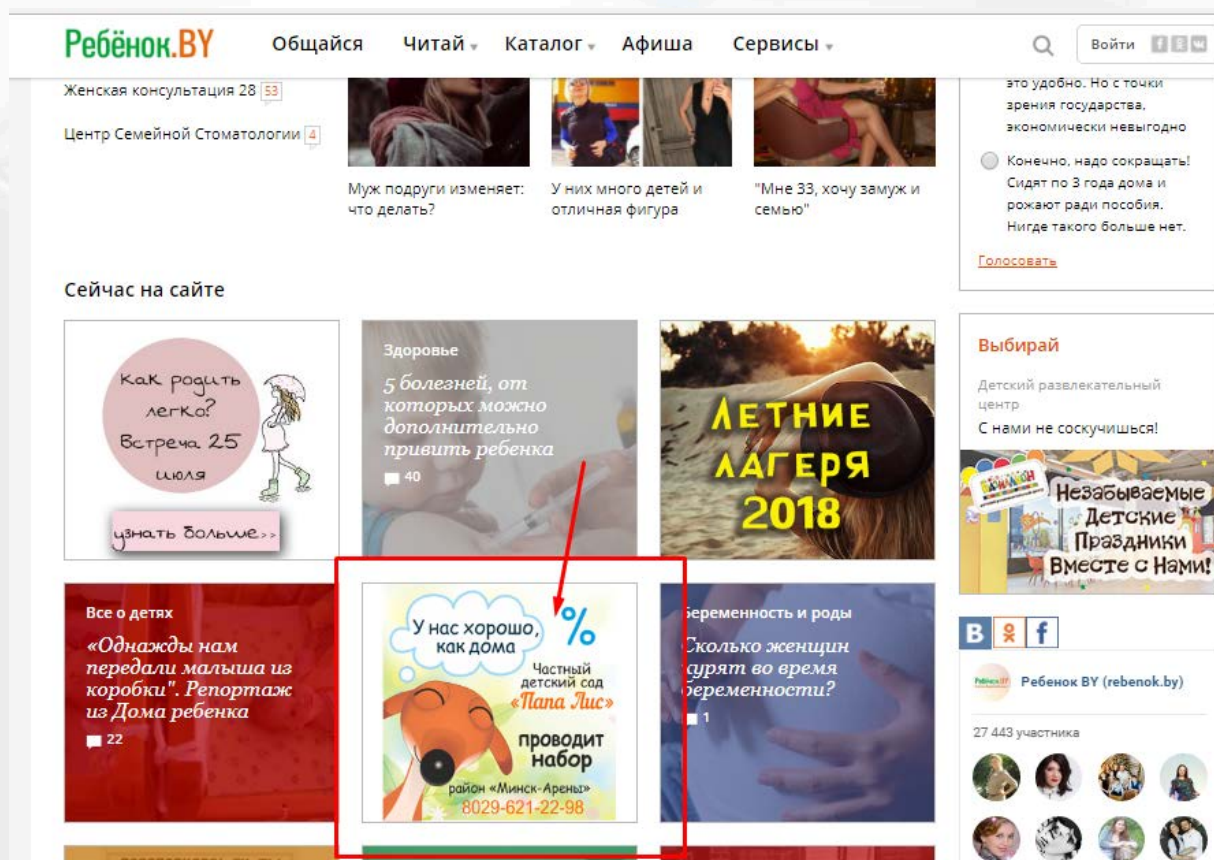 Ребёнок.BY
Общайся
Читай
Каталог
Афиша
Сервисы
Войти
Женская консультация 28 53
Центр Семейной Стоматологии 4
Муж подруги изменяет:
что делать?
У них много детей и
отличная фигура
"Мне 33, хочу замуж и
семью"
это удобно. Но с точки
зрения государства,
экономически невыгодно
Конечно, надо сокращать!
Сидят по 3 года дома и
рожают ради пособия.
Нигде такого больше нет.
Голосовать
Сейчас на сайте
Как родить
легко?
Встреча 25
июля
узнать больше>>
Здоровье
5 болезней, от
которых можно
дополнительно
привить ребенка
40
ЛЕТНИЕ
ЛАГЕРЯ
2018
Выбирай
Детский развлекательный
центр
С нами не соскучишься!
Незабываемые
Детские
Праздники
Вместе с Нами!
Все о детях
«Однажды нам
передали малыша из
коробки". Репортаж
из Дома ребенка
22
У нас хорошо,
как дома
%
Частный
детский сад
«Папа Лис»
проводит
набор
район «Минск-Арены»
8029-621-22-98
Беременность и роды
Сколько женщин
курят во время
беременности?
1
Ребенок BY (rebenok.by)
27 443 участника